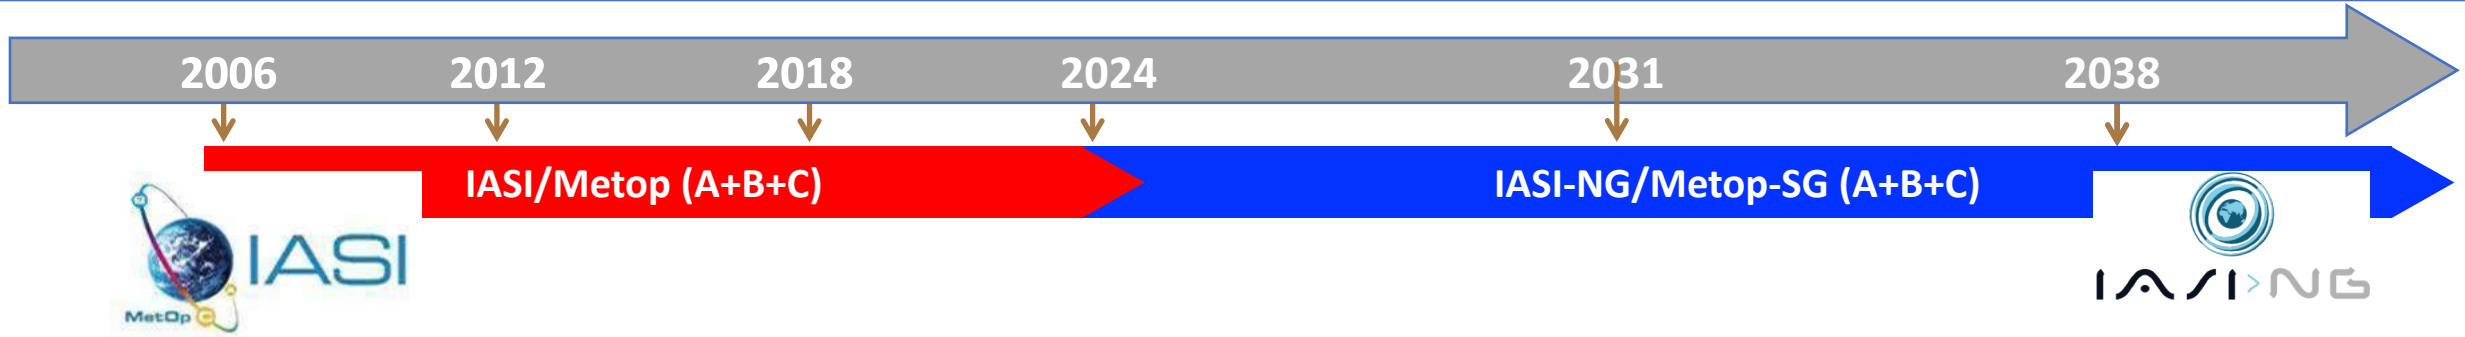 2006 2012 2018 2024 2031 2038
IASI/Metop (A+B+C) IASI-NG/Metop-SG (A+B+C)
IASI
MetOp
IASI>NG